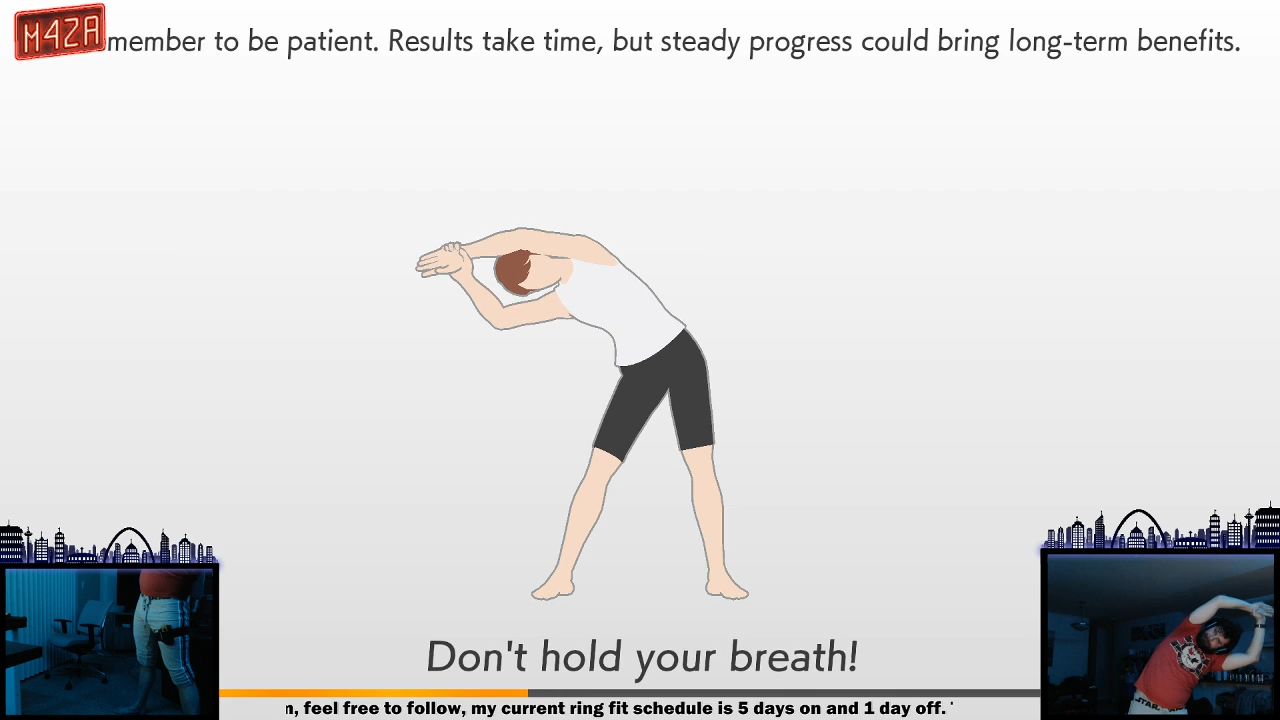 M42A
member to be patient. Results take time, but steady progress could bring long-term benefits.
Don't hold your breath!
, feel free to follow, my current ring fit schedule is 5 days on and 1 day off.
STAR